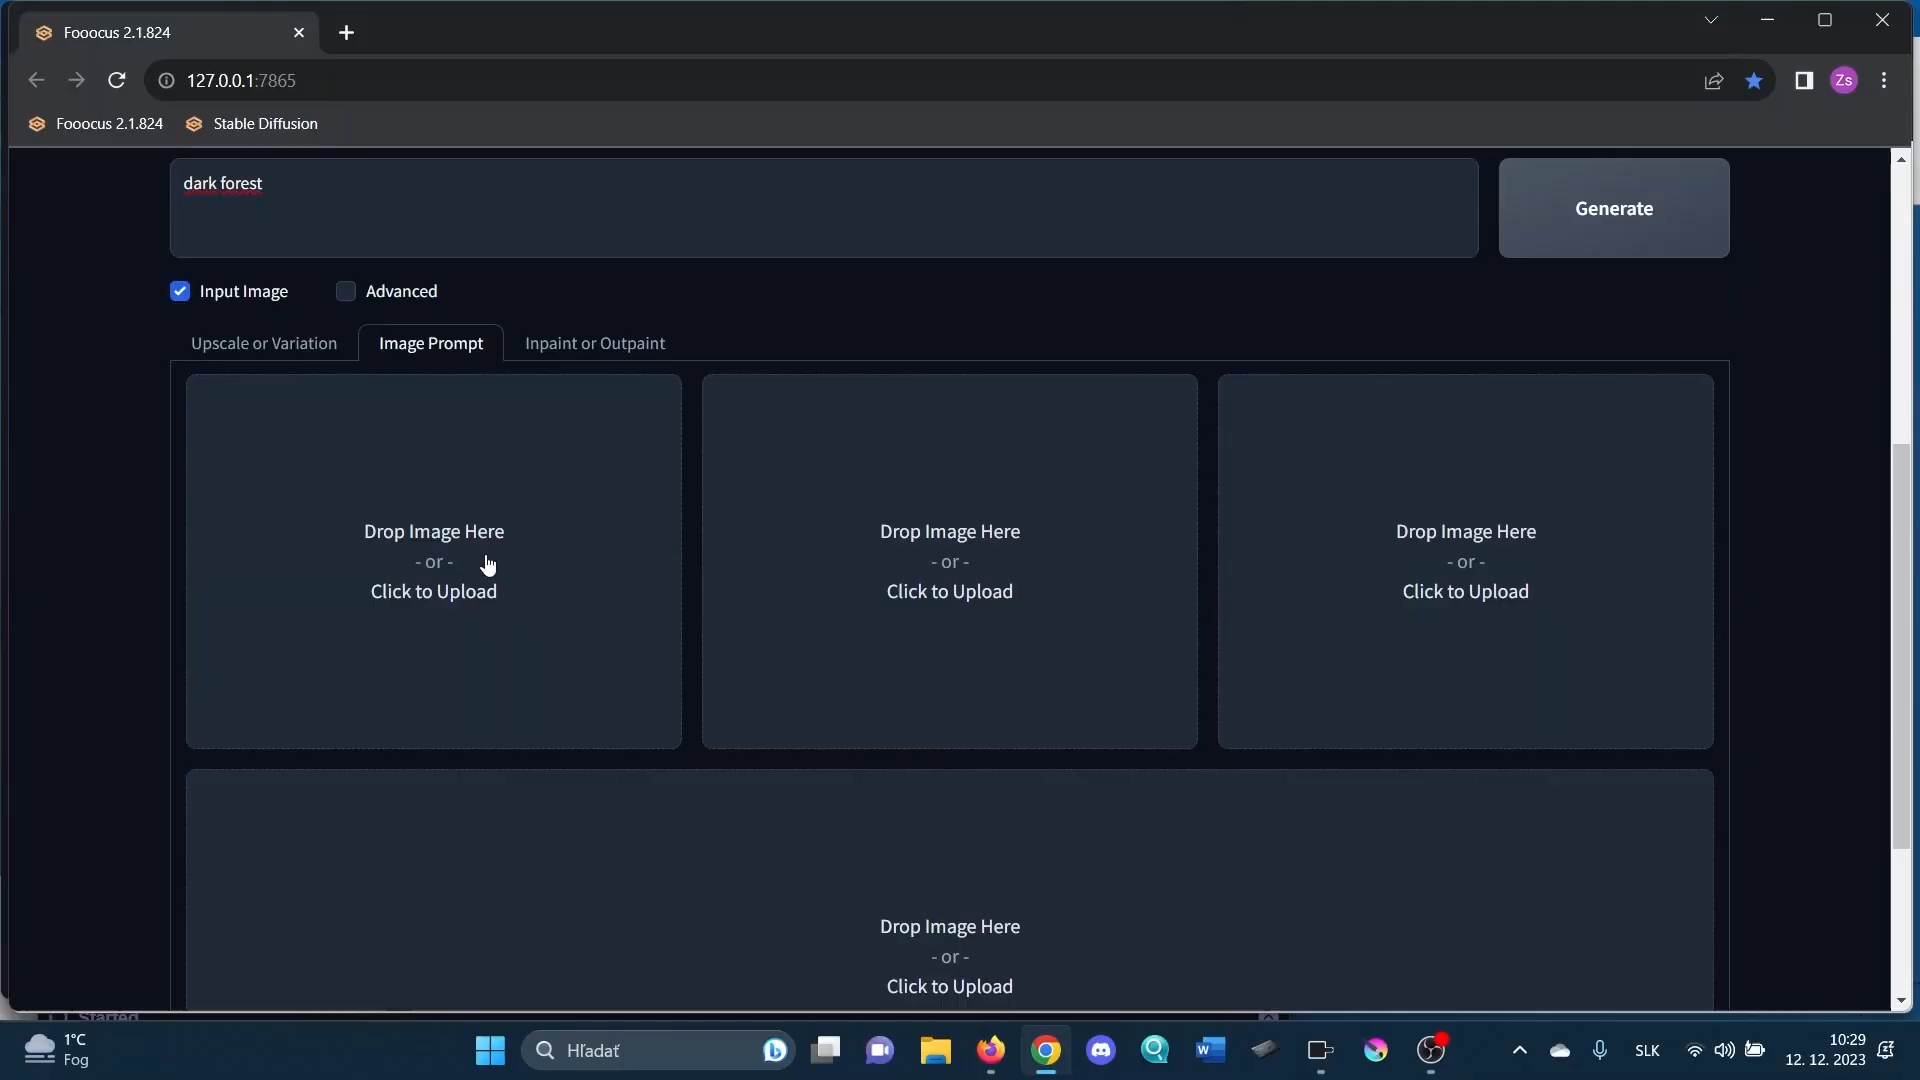 Fooocus 2.1.824
127.0.0.1:7865
Zs
Fooocus 2.1.824
Stable Diffusion
dark forest
Generate
Input Image
Advanced
Upscale or Variation
Image Prompt
Inpaint or Outpaint
Drop Image Here
- or -
Click to Upload
Drop Image Here
- or -
Click to Upload
Drop Image Here
- or -
Click to Upload
Drop Image Here
- or -
Click to Upload
Started
1°C
Fog
Hľadať
SLK
10:29
12. 12. 2023